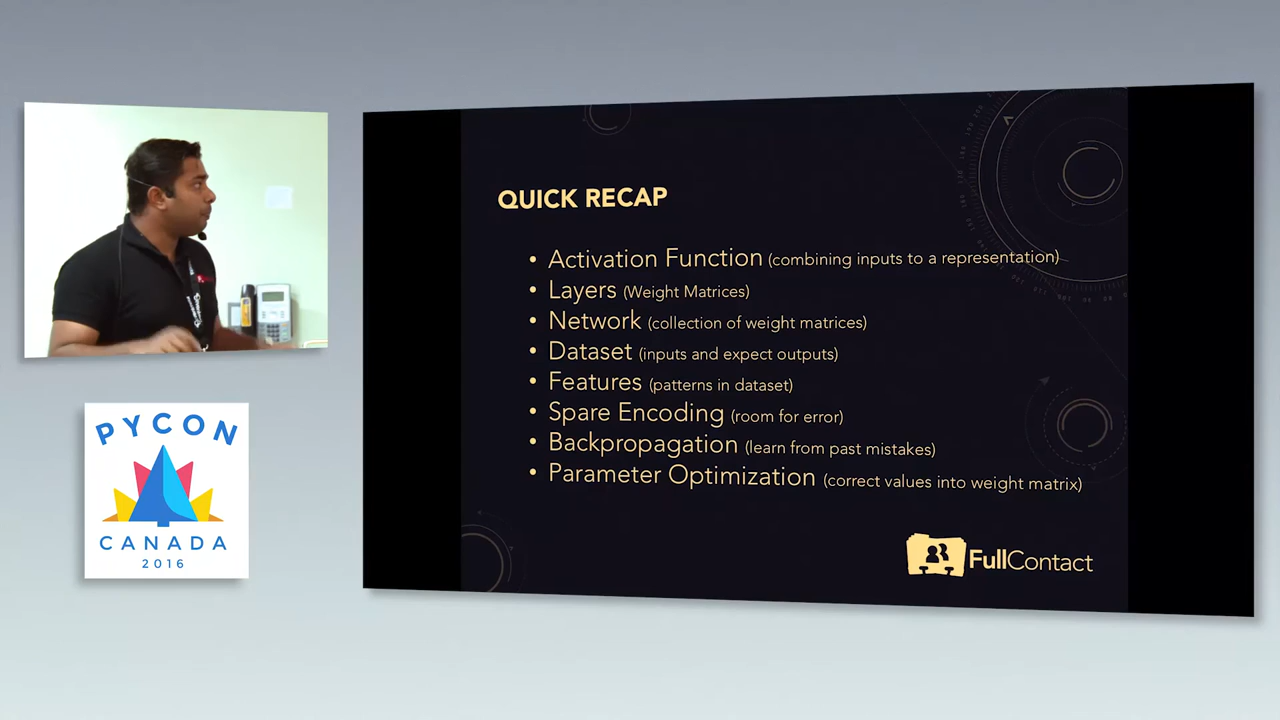 QUICK RECAP
• Activation Function (combining inputs to a representation)
• Layers (Weight Matrices)
• Network (collection of weight matrices)
• Dataset (inputs and expect outputs)
• Features (patterns in dataset)
• Spare Encoding (room for error)
• Backpropagation (learn from past mistakes)
• Parameter Optimization (correct values into weight matrix)
FullContact
PYCON
CANADA
2016